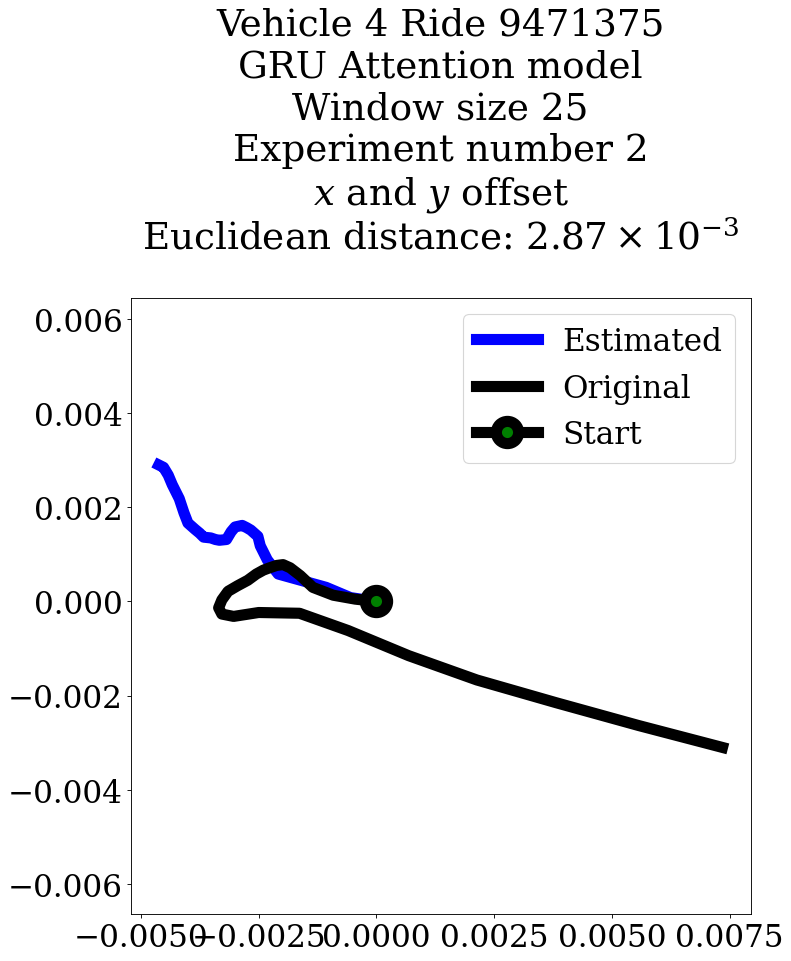 Vehicle 4 Ride 9471375
GRU Attention model
Window size 25
Experiment number 2
x and y offset
Euclidean distance: 2.87 × 10⁻³
Estimated
Original
Start
0.006
0.004
0.002
0.000
−0.002
−0.004
−0.006
−0.0050 −0.0025 0.0000 0.0025 0.0050 0.0075